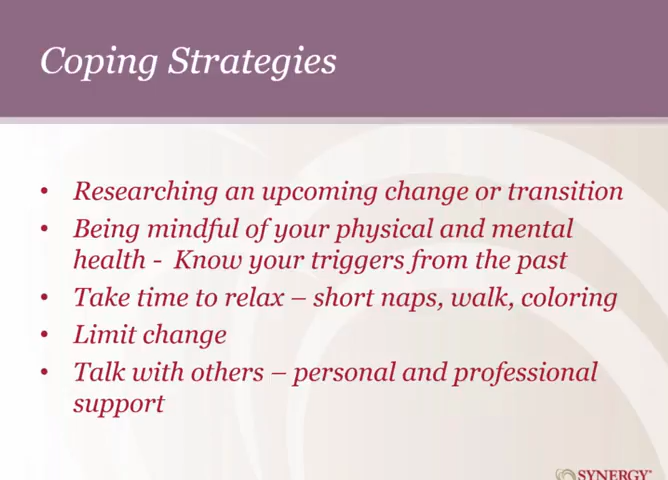 Coping Strategies
• Researching an upcoming change or transition
• Being mindful of your physical and mental
health - Know your triggers from the past
• Take time to relax – short naps, walk, coloring
• Limit change
• Talk with others – personal and professional
support
SYNERGY